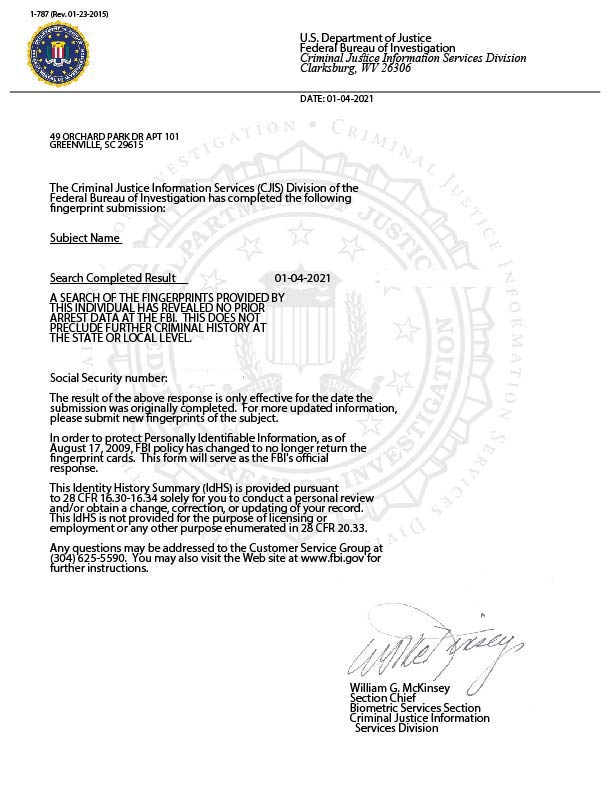 1-787 (Rev. 01-23-2015)
U.S. Department of Justice
Federal Bureau of Investigation
Criminal Justice Information Services Division
Clarksburg, WV 26306
DATE: 01-04-2021
49 ORCHARD PARK DR APT 101
GREENVILLE, SC 29615
The Criminal Justice Information Services (CJIS) Division of the
Federal Bureau of Investigation has completed the following
fingerprint submission:
Subject Name
Search Completed Result 01-04-2021
A SEARCH OF THE FINGERPRINTS PROVIDED BY
THIS INDIVIDUAL HAS REVEALED NO PRIOR
ARREST DATA AT THE FBI. THIS DOES NOT
PRECLUDE FURTHER CRIMINAL HISTORY AT
THE STATE OR LOCAL LEVEL.
Social Security number:
The result of the above response is only effective for the date the
submission was originally completed. For more updated information,
please submit new fingerprints of the subject.
In order to protect Personally Identifiable Information, as of
August 17, 2009, FBI policy has changed to no longer return the
fingerprint cards. This form will serve as the FBI's official
response.
This Identity History Summary (IdHS) is provided pursuant
to 28 CFR 16.30-16.34 solely for you to conduct a personal review
and/or obtain a change, correction, or updating of your record.
This IdHS is not provided for the purpose of licensing or
employment or any other purpose enumerated in 28 CFR 20.33.
Any questions may be addressed to the Customer Service Group at
(304) 625-5590. You may also visit the Web site at www.fbi.gov for
further instructions.
William G. McKinsey
Section Chief
Biometric Services Section
Criminal Justice Information
Services Division